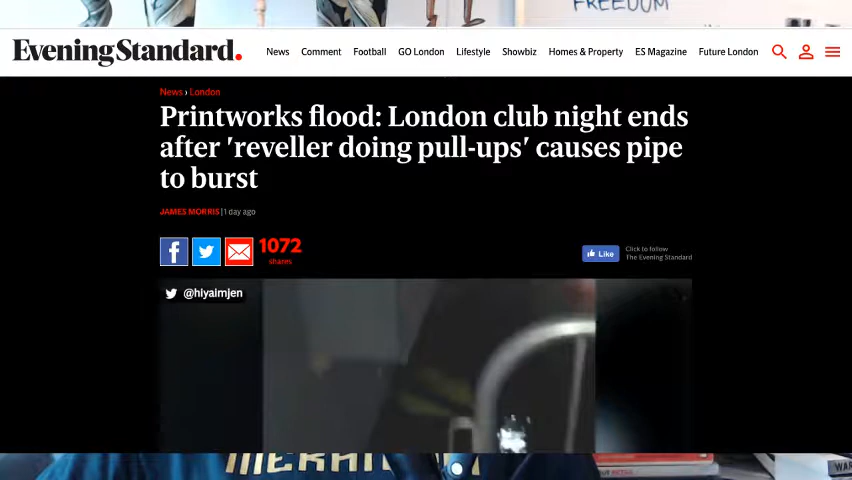 FREEDOM
Evening Standard.
News Comment Football GO London Lifestyle Showbiz Homes & Property ES Magazine Future London
News › London
Printworks flood: London club night ends
after 'reveller doing pull-ups' causes pipe
to burst
JAMES MORRIS | 1 day ago
1072
shares
Like
Click to follow
The Evening Standard
@hiyaimjen